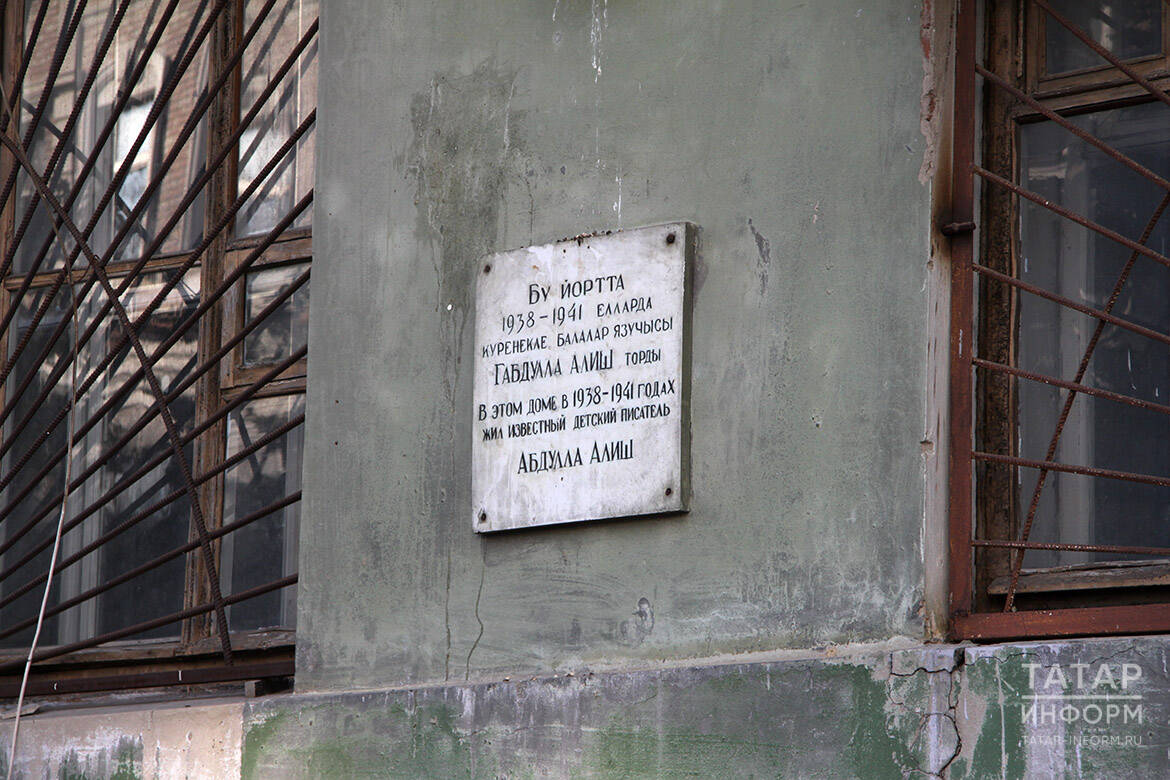 БУ ЙОРТТА
1938-1941 ЕЛЛАРДА
КУРЕНЕКЛЕ БАЛАЛАР ЯЗУЧЫСЫ
ГАБДУЛЛА АЛИШ ТОРДЫ
В ЭТОМ ДОМЕ В 1938-1941 ГОДАХ
ЖИЛ ИЗВЕСТНЫЙ ДЕТСКИЙ ПИСАТЕЛЬ
АБДУЛЛА АЛИШ
ТАТАР
ИНФОРМ
TATAR-INFORM.RU